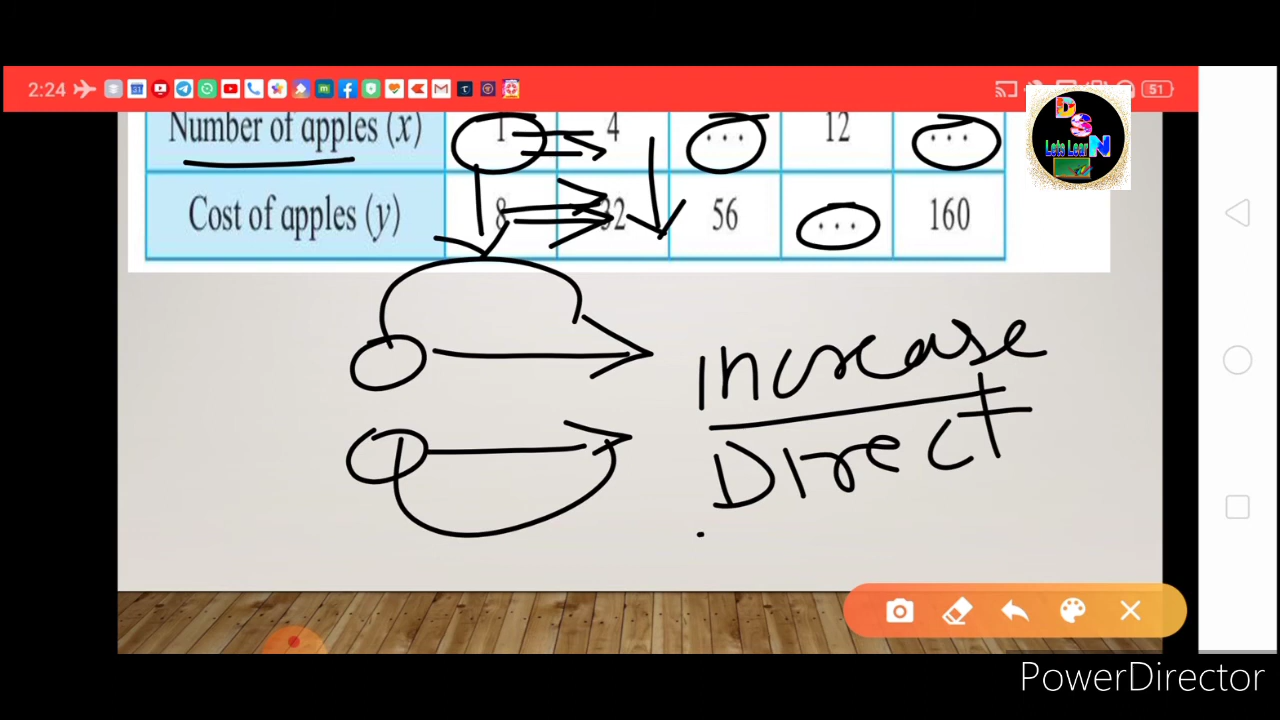 2:24 51
Number of apples (x) 1 4 ... 12 ...
Cost of apples (y) 8 32 56 ... 160
D S N
Lets Learn
Increase
Direct
PowerDirector